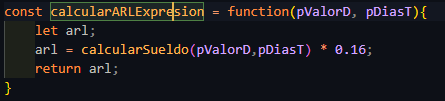 const calcularARLExpresion = function(pValorD, pDiasT){
    let arl;
    arl = calcularSueldo(pValorD,pDiasT) * 0.16;
    return arl;
}